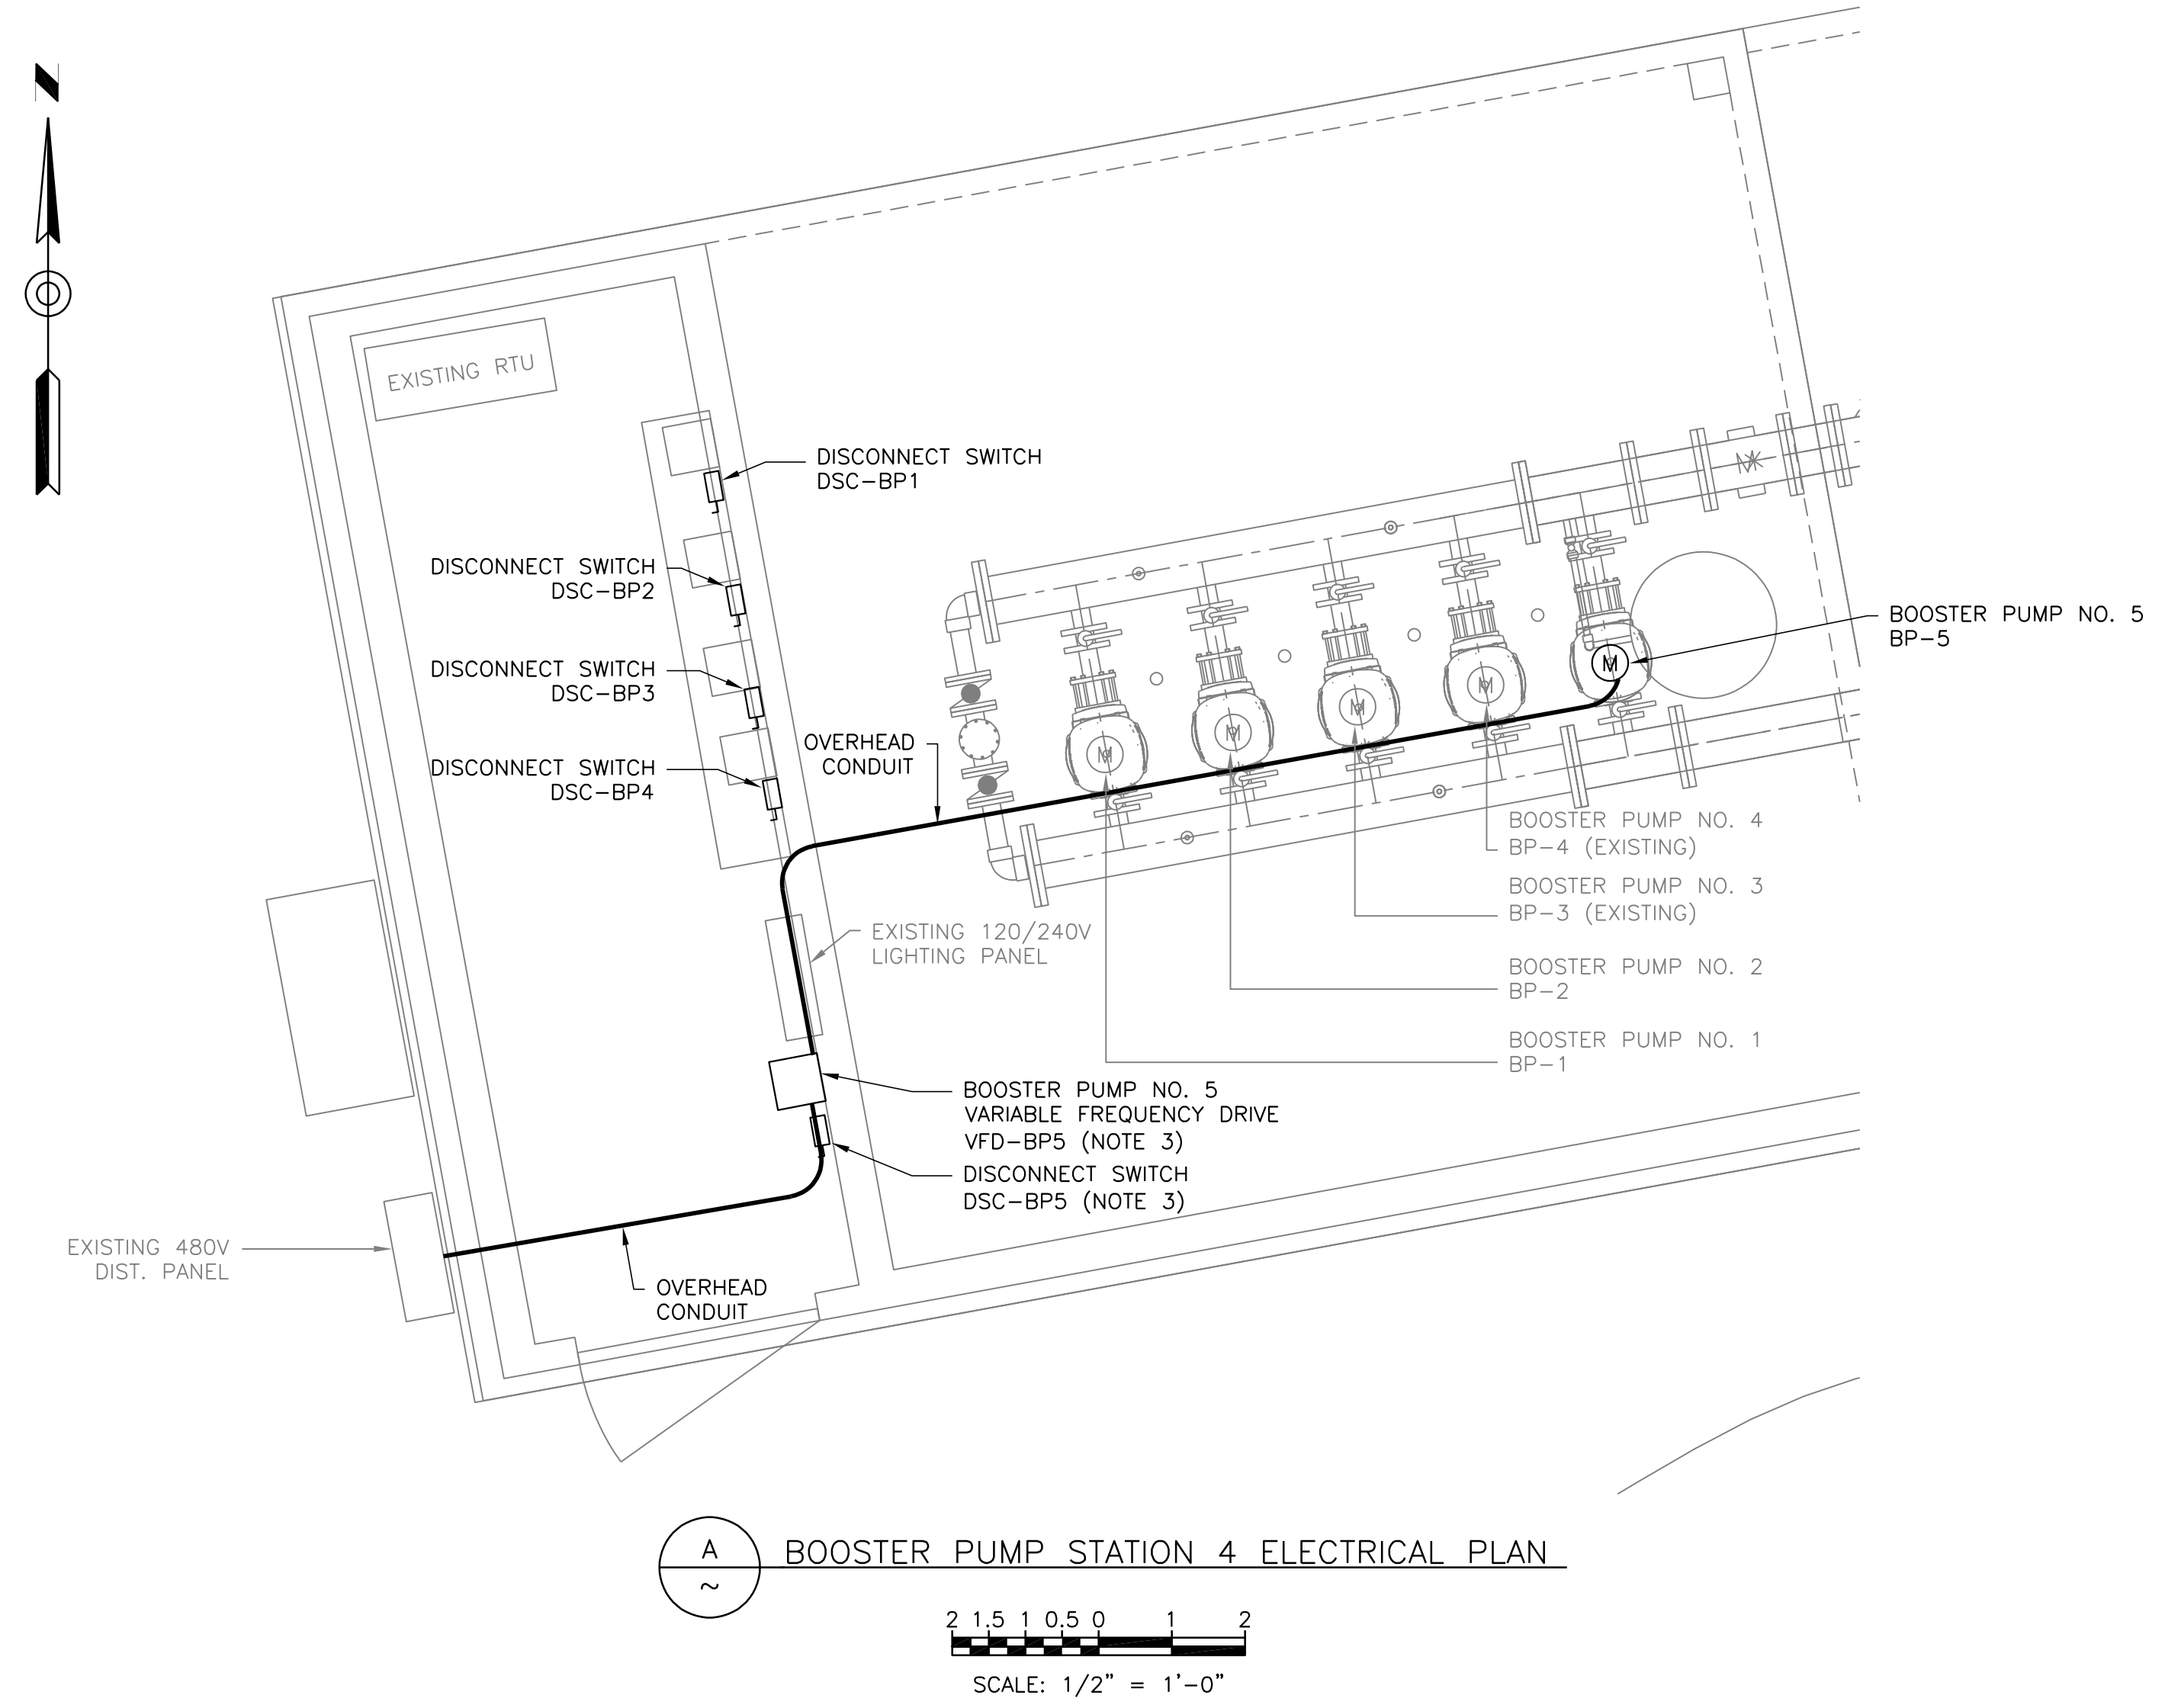 N
EXISTING RTU
DISCONNECT SWITCH
DSC-BP1
DISCONNECT SWITCH
DSC-BP2
DISCONNECT SWITCH
DSC-BP3
DISCONNECT SWITCH
DSC-BP4
OVERHEAD
CONDUIT
M
M
M
M
M
BOOSTER PUMP NO. 5
BP-5
BOOSTER PUMP NO. 4
BP-4 (EXISTING)
BOOSTER PUMP NO. 3
BP-3 (EXISTING)
BOOSTER PUMP NO. 2
BP-2
BOOSTER PUMP NO. 1
BP-1
EXISTING 120/240V
LIGHTING PANEL
BOOSTER PUMP NO. 5
VARIABLE FREQUENCY DRIVE
VFD-BP5 (NOTE 3)
DISCONNECT SWITCH
DSC-BP5 (NOTE 3)
EXISTING 480V
DIST. PANEL
OVERHEAD
CONDUIT
A
~
BOOSTER PUMP STATION 4 ELECTRICAL PLAN
2 1.5 1 0.5 0 1 2
SCALE: 1/2" = 1'-0"